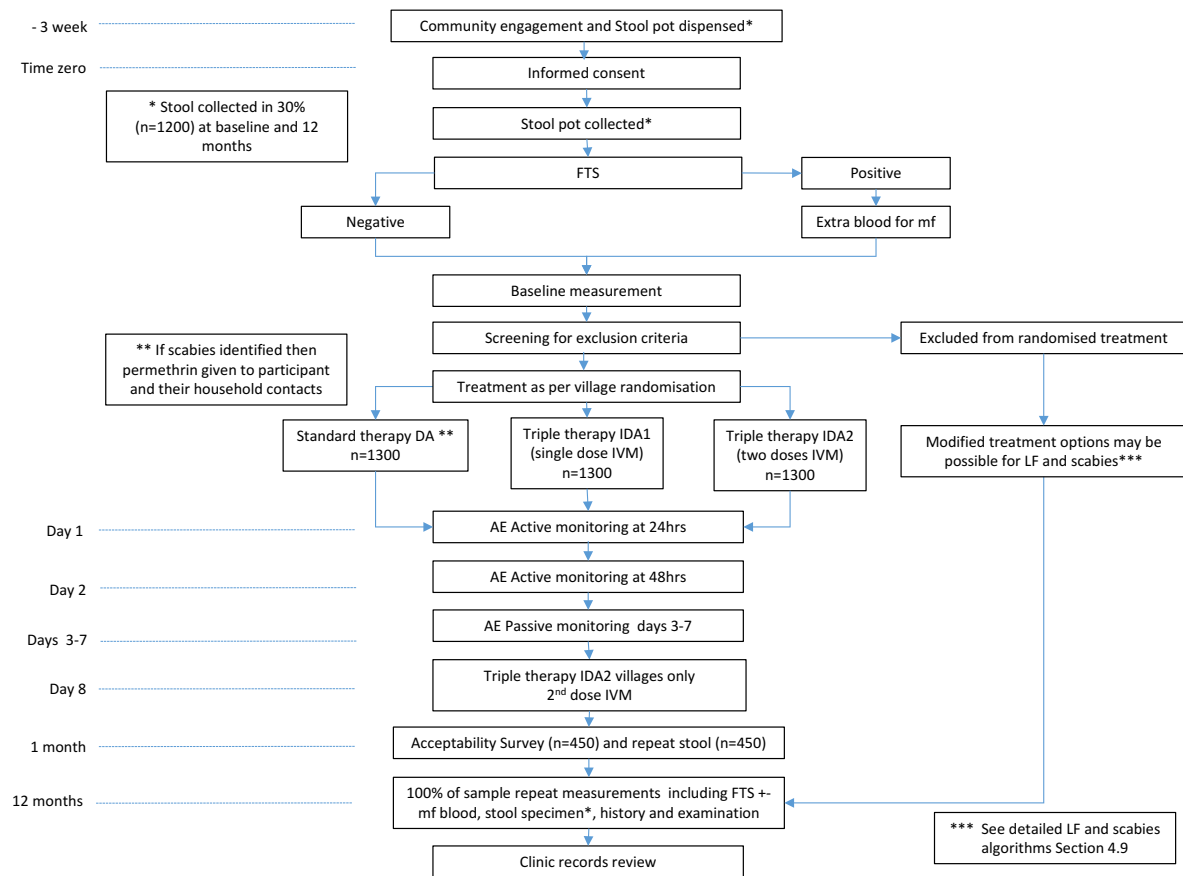 - 3 week
Community engagement and Stool pot dispensed*
Time zero
Informed consent
* Stool collected in 30%
(n=1200) at baseline and 12
months
Stool pot collected*
FTS
Positive
Negative
Extra blood for mf
Baseline measurement
Screening for exclusion criteria
Excluded from randomised treatment
** If scabies identified then
permethrin given to participant
and their household contacts
Treatment as per village randomisation
Standard therapy DA **
n=1300
Triple therapy IDA1
(single dose IVM)
n=1300
Triple therapy IDA2
(two doses IVM)
n=1300
Modified treatment options may be
possible for LF and scabies***
Day 1
AE Active monitoring at 24hrs
Day 2
AE Active monitoring at 48hrs
Days 3-7
AE Passive monitoring days 3-7
Day 8
Triple therapy IDA2 villages only
2nd dose IVM
1 month
Acceptability Survey (n=450) and repeat stool (n=450)
12 months
100% of sample repeat measurements including FTS +-
mf blood, stool specimen*, history and examination
*** See detailed LF and scabies
algorithms Section 4.9
Clinic records review